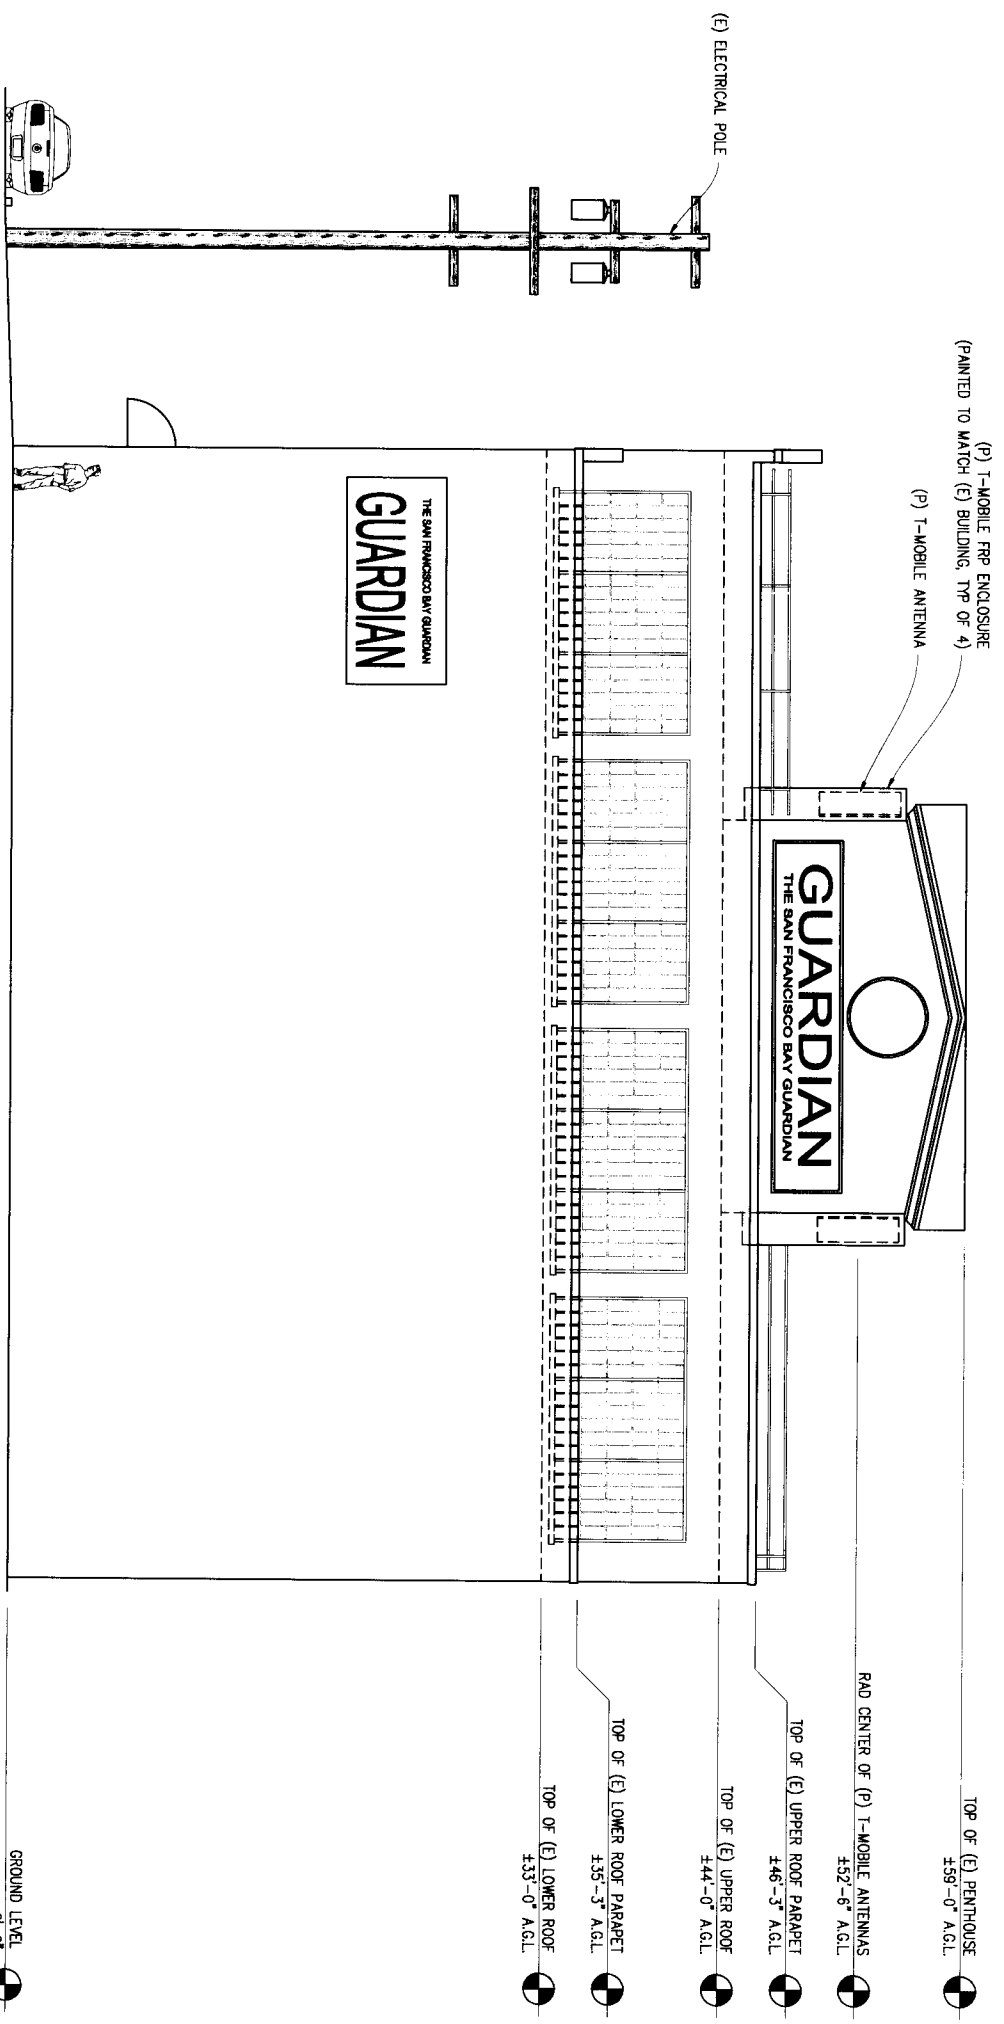 (E) ELECTRICAL POLE
(P) T-MOBILE FRP ENCLOSURE
(PAINTED TO MATCH (E) BUILDING, TYP OF 4)
(P) T-MOBILE ANTENNA
GUARDIAN
THE SAN FRANCISCO BAY GUARDIAN
THE SAN FRANCISCO BAY GUARDIAN
GUARDIAN
TOP OF (E) PENTHOUSE
±59'-0" A.G.L.
RAD CENTER OF (P) T-MOBILE ANTENNAS
±52'-6" A.G.L.
TOP OF (E) UPPER ROOF PARAPET
±46'-3" A.G.L.
TOP OF (E) UPPER ROOF
±44'-0" A.G.L.
TOP OF (E) LOWER ROOF PARAPET
±35'-3" A.G.L.
TOP OF (E) LOWER ROOF
±33'-0" A.G.L.
GROUND LEVEL